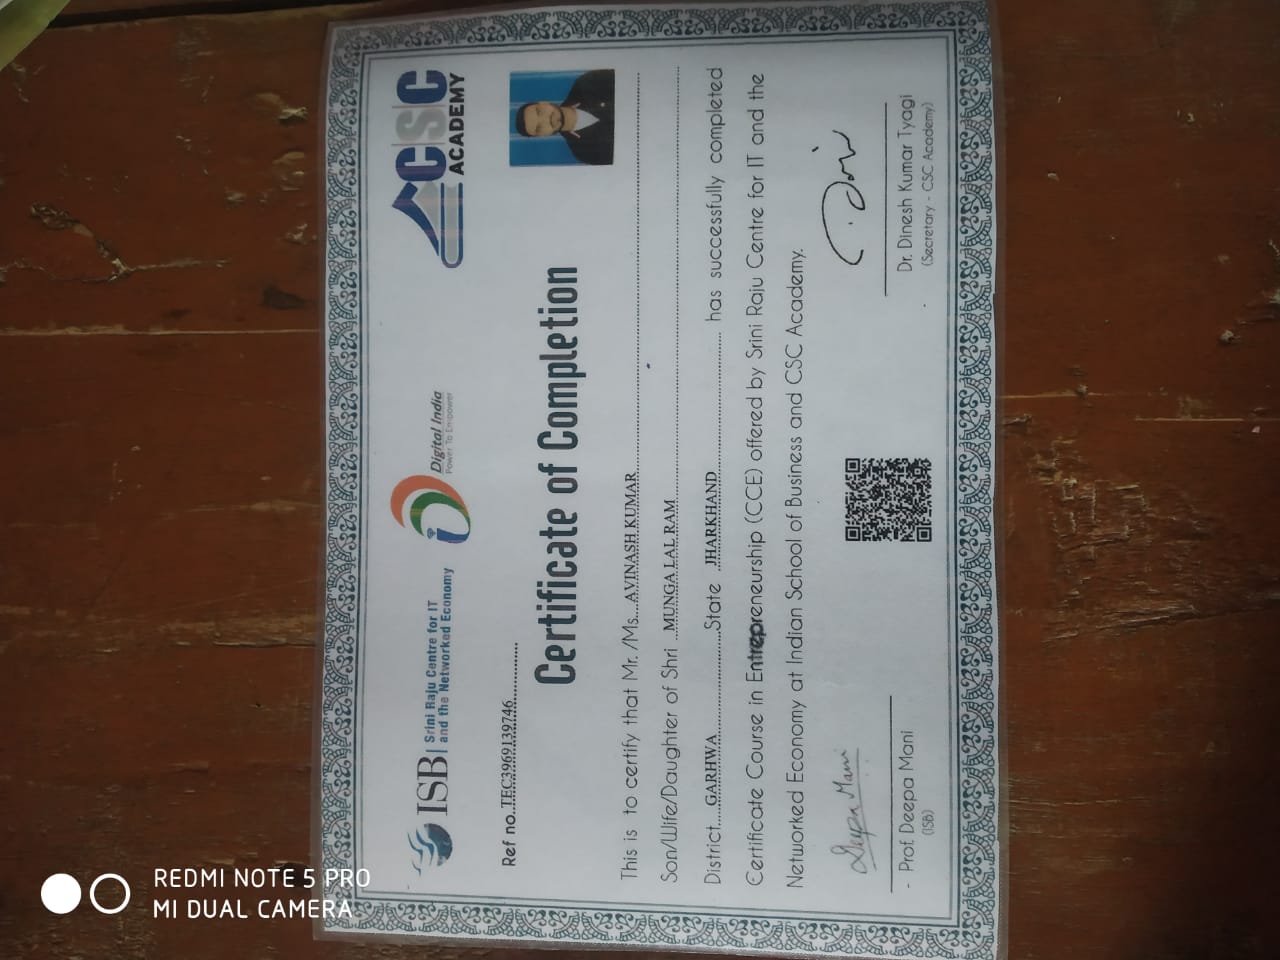 ISB
Srini Raju Centre for IT
and the Networked Economy
Digital India
Power To Empower
CSC
ACADEMY
Ref no..TEC3969139746............
Certificate of Completion
This is to certify that Mr. /Ms...AVINASH KUMAR
Son/Wife/Daughter of Shri ..MUNGA LAL RAM
District.....GARHWA.....................State ..JHARKHAND............................. has successfully completed
Certificate Course in Entrepreneurship (CCE) offered by Srini Raju Centre for IT and the
Networked Economy at Indian School of Business and CSC Academy.
Deepa Mani
- Prof. Deepa Mani
(ISB)
Dr. Dinesh Kumar Tyagi
(Secretary - CSC Academy)
REDMI NOTE 5 PRO
MI DUAL CAMERA